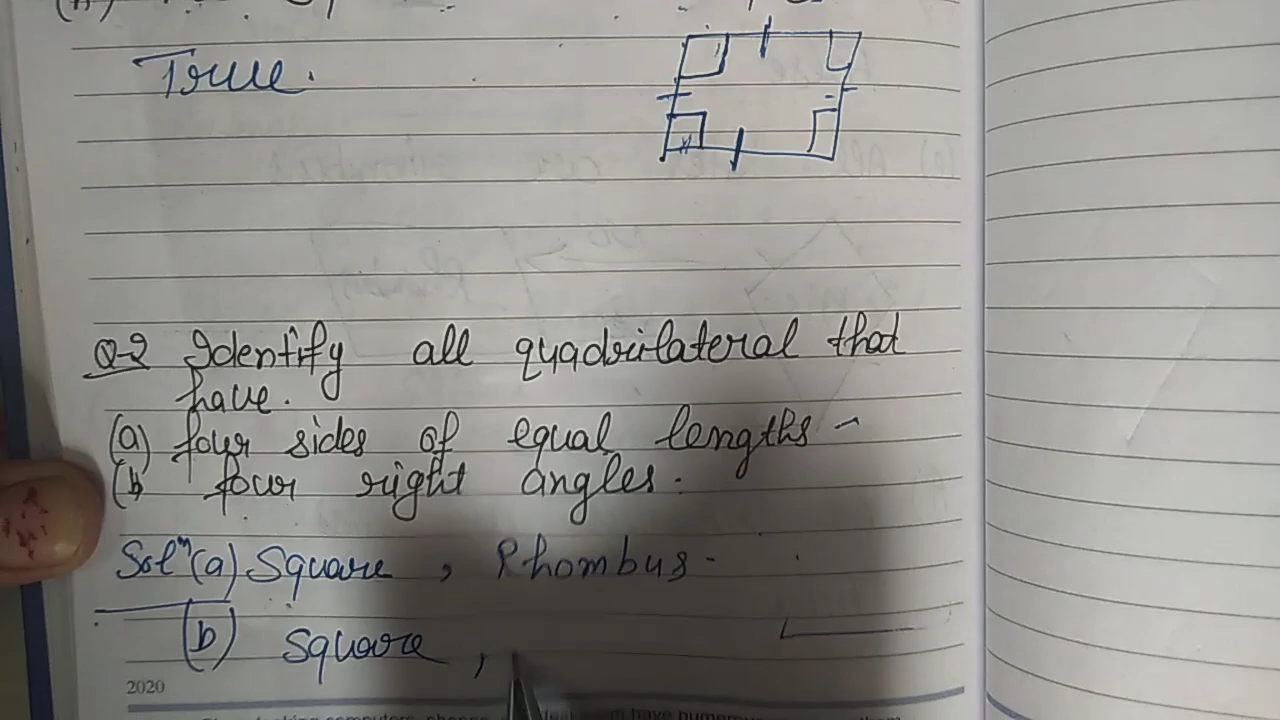 True.
Q-2 Identify all quadrilateral that
have.
(a) four sides of equal lengths -
(b) four right angles.
Solⁿ(a) Square, Rhombus-
(b) Square,
2020